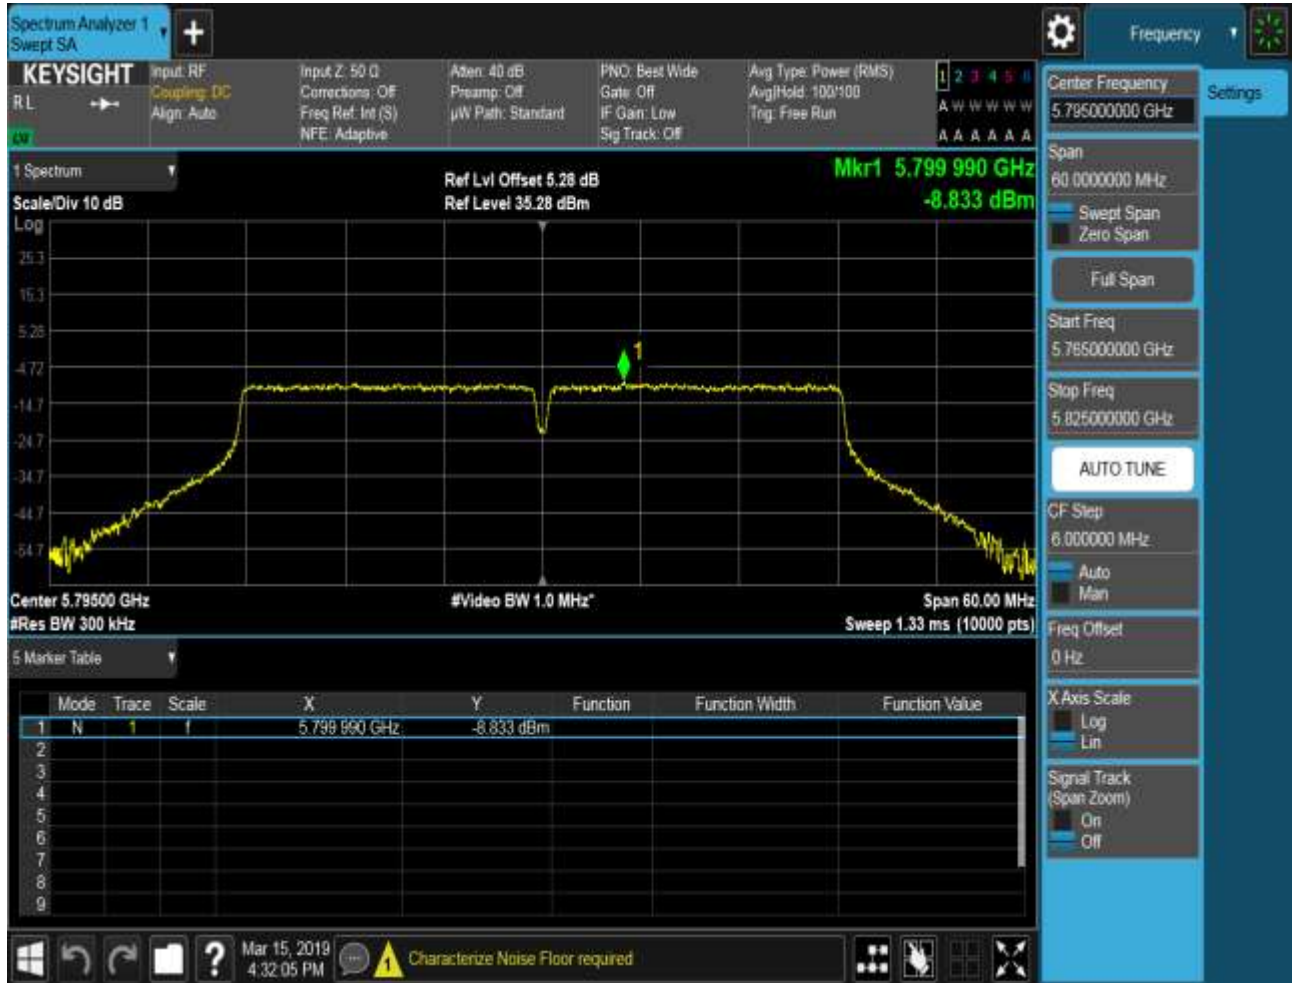 Spectrum Analyzer 1
Swept SA
+
Frequency
KEYSIGHT
RL
Input: RF
Coupling: DC
Align: Auto
Input Z: 50 Ω
Corrections: Off
Freq Ref: Int (S)
NFE: Adaptive
Atten: 40 dB
Preamp: Off
µW Path: Standard
PNO: Best Wide
Gate: Off
IF Gain: Low
Sig Track: Off
Avg Type: Power (RMS)
Avg|Hold: 100/100
Trig: Free Run
1 2 3 4 5 6
A W W W W W
A A A A A A
1 Spectrum
Scale/Div 10 dB
Ref Lvl Offset 5.28 dB
Ref Level 35.28 dBm
Mkr1 5.799 990 GHz
-8.833 dBm
Log
25.3
15.3
5.28
-4.72
-14.7
-24.7
-34.7
-44.7
-54.7
1
Center 5.79500 GHz
#Res BW 300 kHz
#Video BW 1.0 MHz*
Span 60.00 MHz
Sweep 1.33 ms (10000 pts)
5 Marker Table
Mode Trace Scale X Y Function Function Width Function Value
1 N 1 f 5.799 990 GHz -8.833 dBm
2
3
4
5
6
7
8
9
Mar 15, 2019
4:32:05 PM
?
1
Characterize Noise Floor required
Center Frequency
5.795000000 GHz
Settings
Span
60.0000000 MHz
Swept Span
Zero Span
Full Span
Start Freq
5.765000000 GHz
Stop Freq
5.825000000 GHz
AUTO TUNE
CF Step
6.000000 MHz
Auto
Man
Freq Offset
0 Hz
X Axis Scale
Log
Lin
Signal Track
(Span Zoom)
On
Off